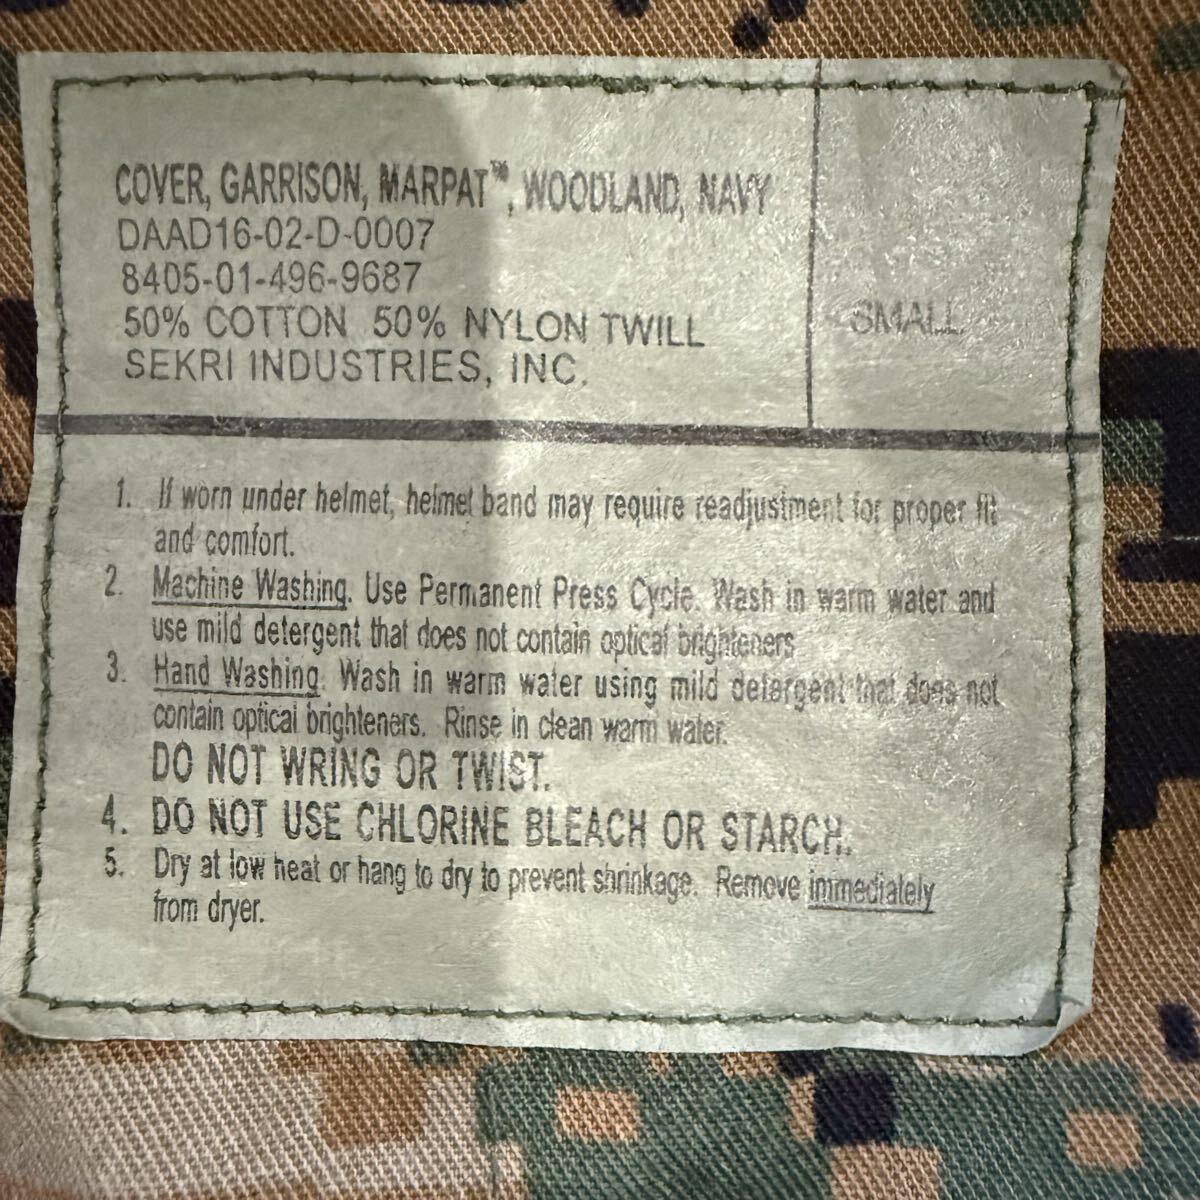 COVER, GARRISON, MARPAT™, WOODLAND, NAVY
DAAD16-02-D-0007
8405-01-496-9687
50% COTTON 50% NYLON TWILL
SEKRI INDUSTRIES, INC.
SMALL
1. If worn under helmet, helmet band may require readjustment for proper fit
and comfort.
2. Machine Washing. Use Permanent Press Cycle. Wash in warm water and
use mild detergent that does not contain optical brighteners
3. Hand Washing. Wash in warm water using mild detergent that does not
contain optical brighteners. Rinse in clean warm water.
DO NOT WRING OR TWIST.
4. DO NOT USE CHLORINE BLEACH OR STARCH.
5. Dry at low heat or hang to dry to prevent shrinkage. Remove immediately
from dryer.